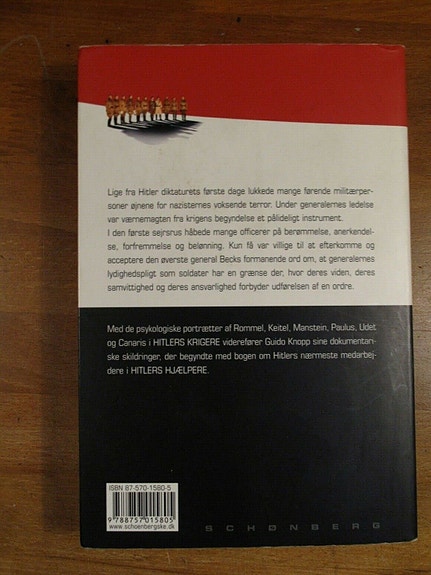 Lige fra Hitler diktaturets første dage lukkede mange førende militærper-
soner øjnene for nazisternes voksende terror. Under generalernes ledelse
var værnemagten fra krigens begyndelse et pålideligt instrument.
I den første sejrsrus håbede mange officerer på berømmelse, anerkendel-
se, forfremmelse og belønning. Kun få var villige til at efterkomme og
acceptere den øverste general Becks formanende ord om, at generalernes
lydighedspligt som soldater har en grænse der, hvor deres viden, deres
samvittighed og deres ansvarlighed forbyder udførelsen af en ordre.
Med de psykologiske portrætter af Rommel, Keitel, Manstein, Paulus, Udet
og Canaris i HITLERS KRIGERE viderefører Guido Knopp sine dokumentari-
ske skildringer, der begyndte med bogen om Hitlers nærmeste medarbej-
dere i HITLERS HJÆLPERE.
ISBN 87-570-1580-5
9 788757 015805
www.schoenbergske.dk
SCHØNBERG